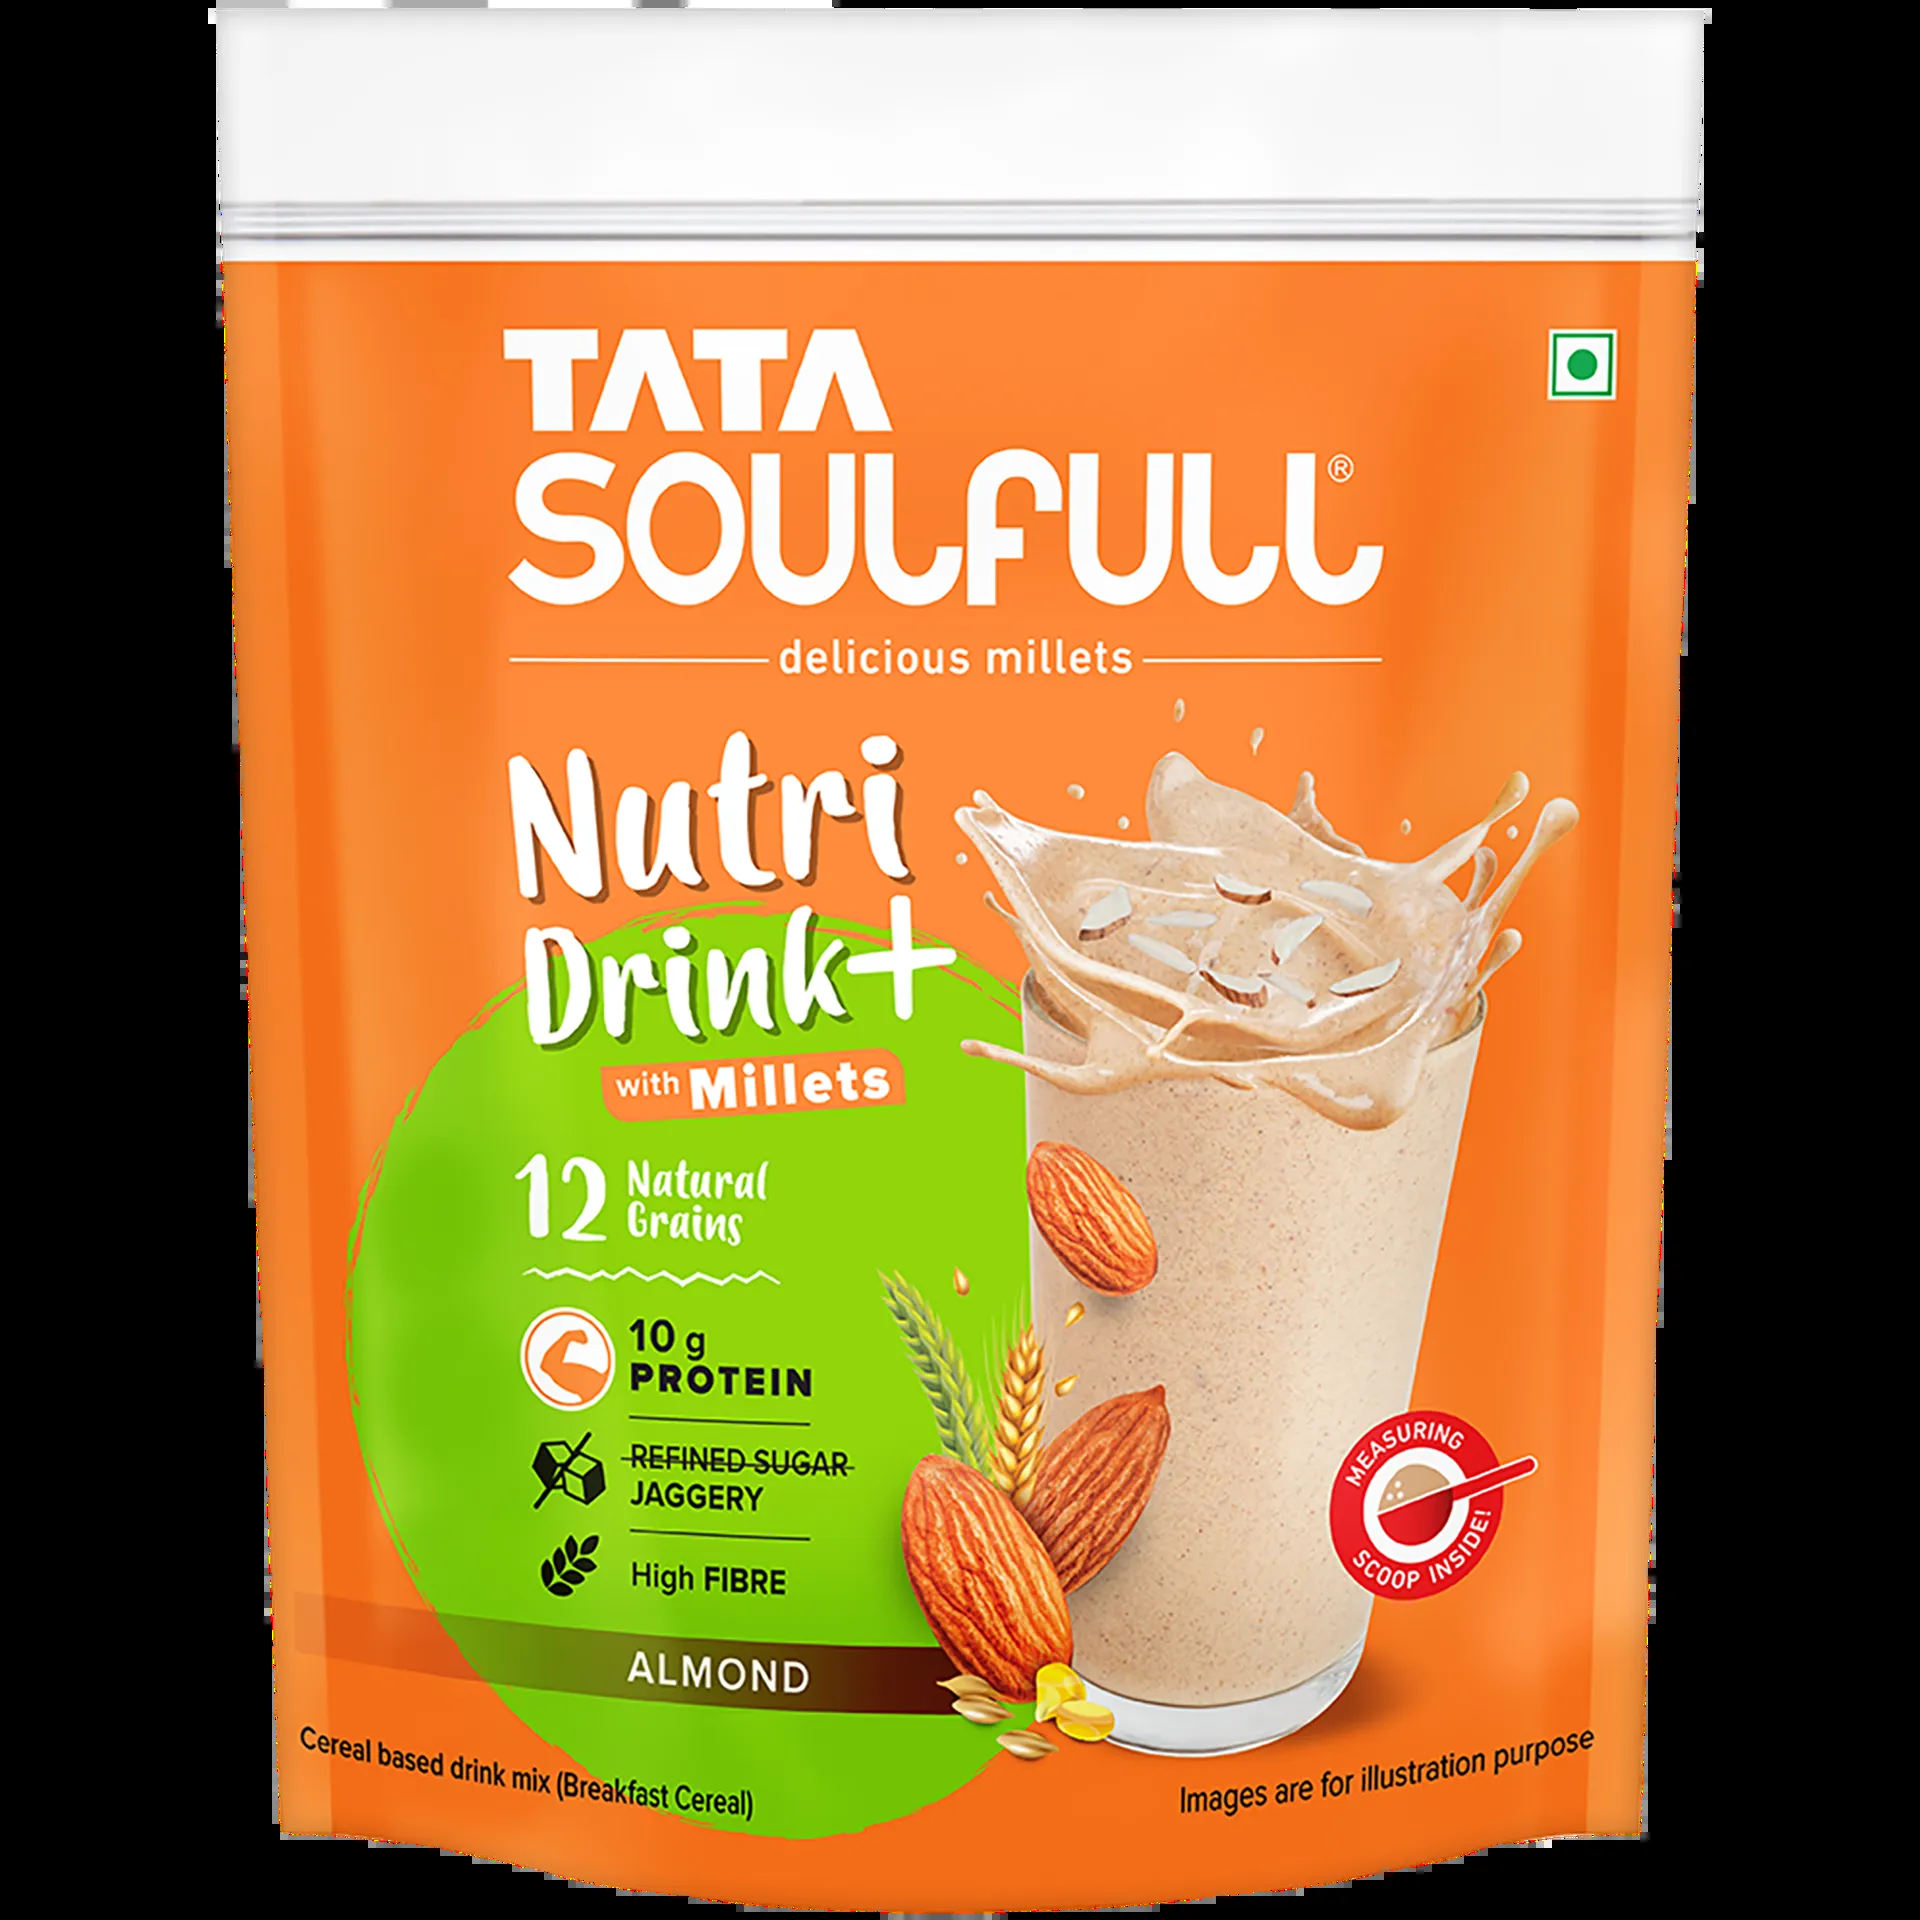 TATA
SOULFULL®
delicious millets
Nutri
Drink+
with Millets
12 Natural
Grains
10 g
PROTEIN
REFINED SUGAR
JAGGERY
High FIBRE
MEASURING
SCOOP INSIDE!
ALMOND
Cereal based drink mix (Breakfast Cereal)
Images are for illustration purpose